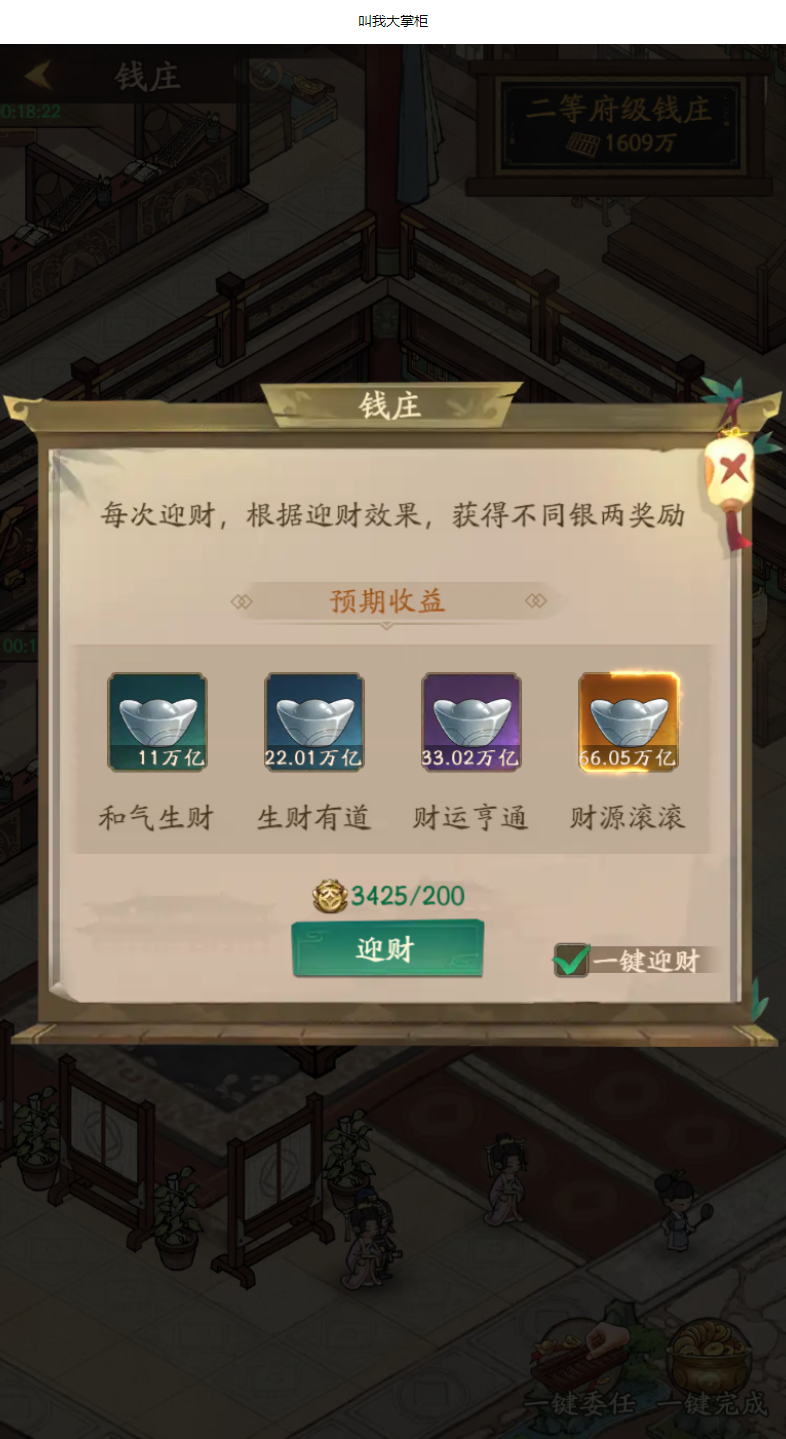 叫我大掌柜
钱庄
0:18:22
二等府级钱庄
1609万
钱庄
每次迎财，根据迎财效果，获得不同银两奖励
预期收益
00:1
11万亿
22.01万亿
33.02万亿
66.05万亿
和气生财
生财有道
财运亨通
财源滚滚
3425/200
迎财
一键迎财
一键委任
一键完成